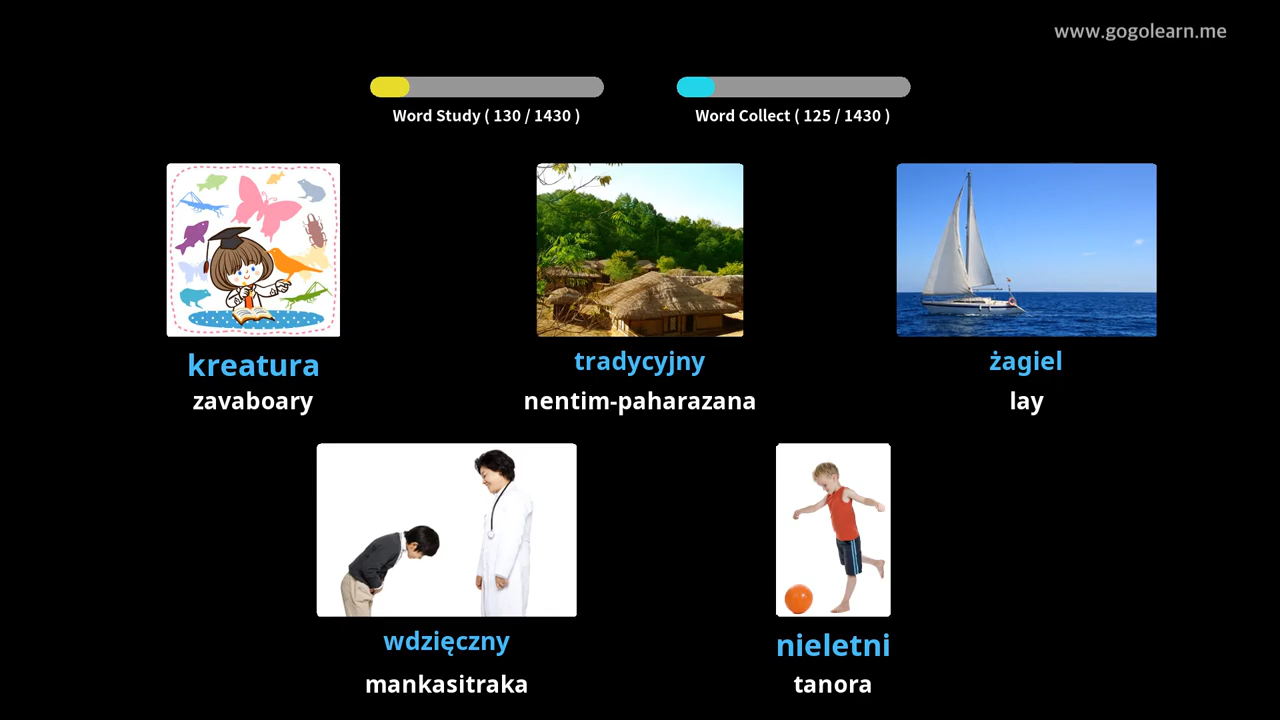 www.gogolearn.me
Word Study ( 130 / 1430 )
Word Collect ( 125 / 1430 )
kreatura
zavaboary
tradycyjny
nentim-paharazana
żagiel
lay
wdzięczny
mankasitraka
nieletni
tanora